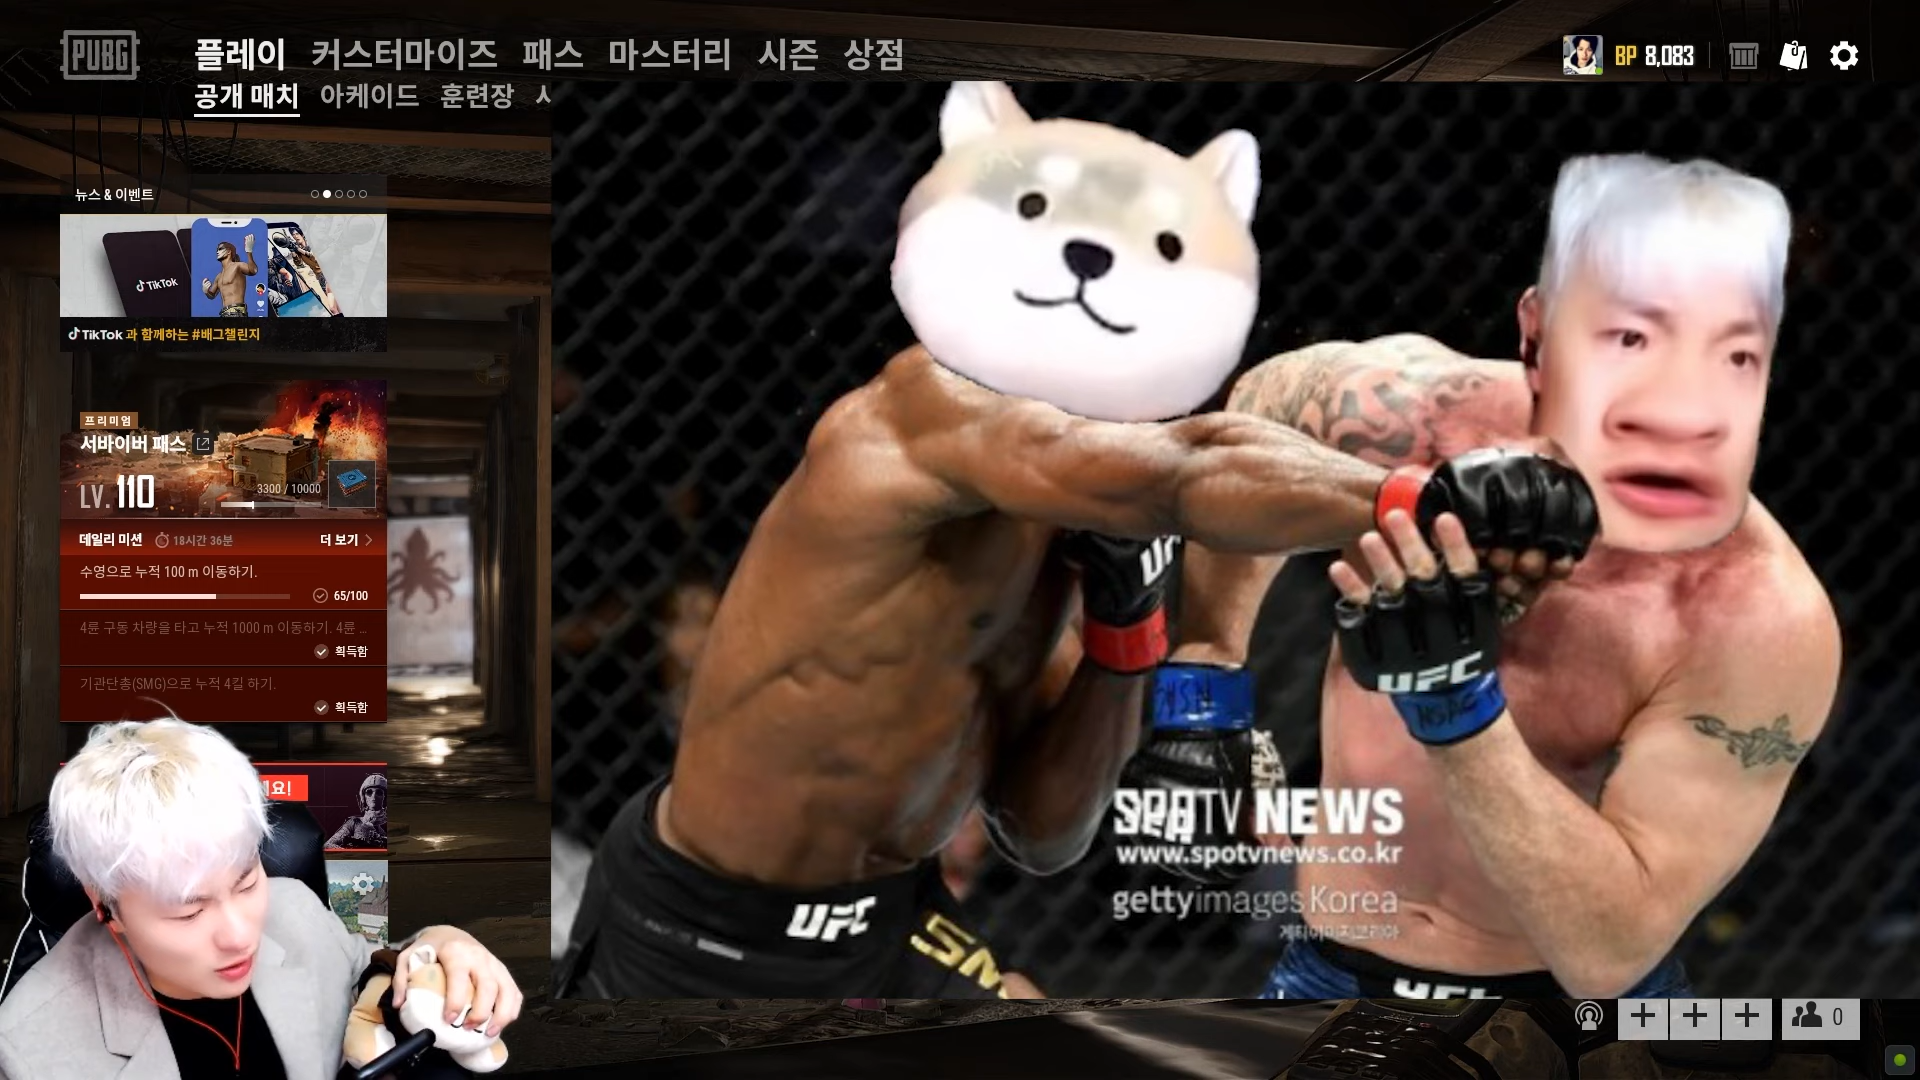 PUBG
플레이 커스터마이즈 패스 마스터리 시즌 상점
BP 8,083
공개 매치 아케이드 훈련장
뉴스 & 이벤트
TikTok
TikTok 과 함께하는 #배그챌린지
프리미엄
서바이버 패스
LV. 110
3300 / 10000
데일리 미션 18시간 36분 더 보기
수영으로 누적 100 m 이동하기.
65/100
4륜 구동 차량을 타고 누적 1000 m 이동하기. 4륜 ...
획득함
기관단총(SMG)으로 누적 4킬 하기.
획득함
요!
UFC
NSAC
SPOTV NEWS
www.spotvnews.co.kr
gettyimages Korea
게티이미지코리아
UFC
SM
UFC
0